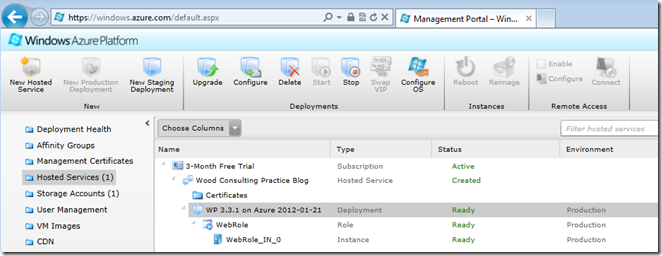 https://windows.azure.com/default.aspx
Management Portal – Win...
Windows Azure Platform
New Hosted Service
New Production Deployment
New Staging Deployment
Upgrade
Configure
Delete
Start
Stop
Swap VIP
Configure OS
Reboot
Reimage
Enable
Configure
Connect
New
Deployments
Instances
Remote Access
Deployment Health
Affinity Groups
Management Certificates
Hosted Services (1)
Storage Accounts (1)
User Management
VM Images
CDN
Choose Columns
Filter hosted services
Name Type Status Environment
3-Month Free Trial Subscription Active
Wood Consulting Practice Blog Hosted Service Created
Certificates
WP 3.3.1 on Azure 2012-01-21 Deployment Ready Production
WebRole Role Ready Production
WebRole_IN_0 Instance Ready Production